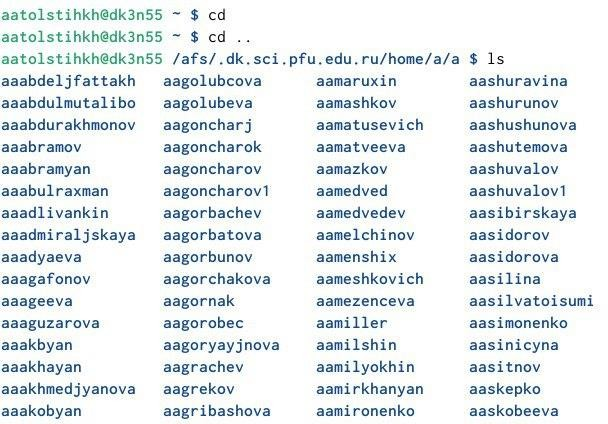 aatolstihkh@dk3n55 ~ $ cd
aatolstihkh@dk3n55 ~ $ cd ..
aatolstihkh@dk3n55 /afs/.dk.sci.pfu.edu.ru/home/a/a $ ls
aaabdeljfattakh aagolubcova aamaruxin aashuravina
aaabdulmutalibo aagolubeva aamashkov aashurunov
aaabdurakhmonov aagoncharj aamatusevich aashushunova
aaabramov aagoncharok aamatveeva aashutemova
aaabramyan aagoncharov aamazkov aashuvalov
aaabulraxman aagoncharov1 aamedved aashuvalov1
aaadlivankin aagorbachev aamedvedev aasibirskaya
aaadmiraljskaya aagorbatova aamelchinov aasidorov
aaadyaeva aagorbunov aamenshix aasidorova
aaagafonov aagorchakova aameshkovich aasilina
aaageeva aagornak aamezenceva aasilvatoisumi
aaaguzarova aagorobec aamiller aasimonenko
aaakbyan aagoryayjnova aamilshin aasinicyna
aaakhayan aagrachev aamilyokhin aasitnov
aaakhmedjyanova aagrekov aamirkhanyan aaskepko
aaakobyan aagribashova aamironenko aaskobeeva